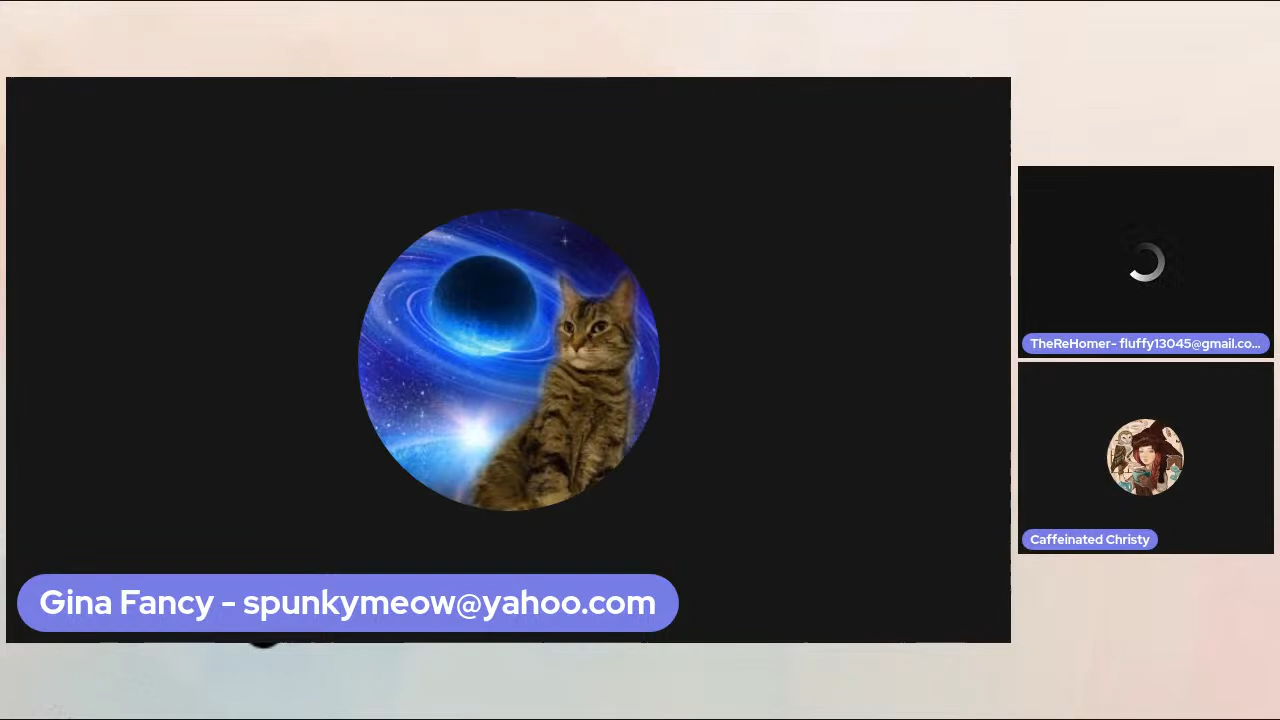 Gina Fancy - spunkymeow@yahoo.com
TheReHomer- fluffy13045@gmail.co...
Caffeinated Christy